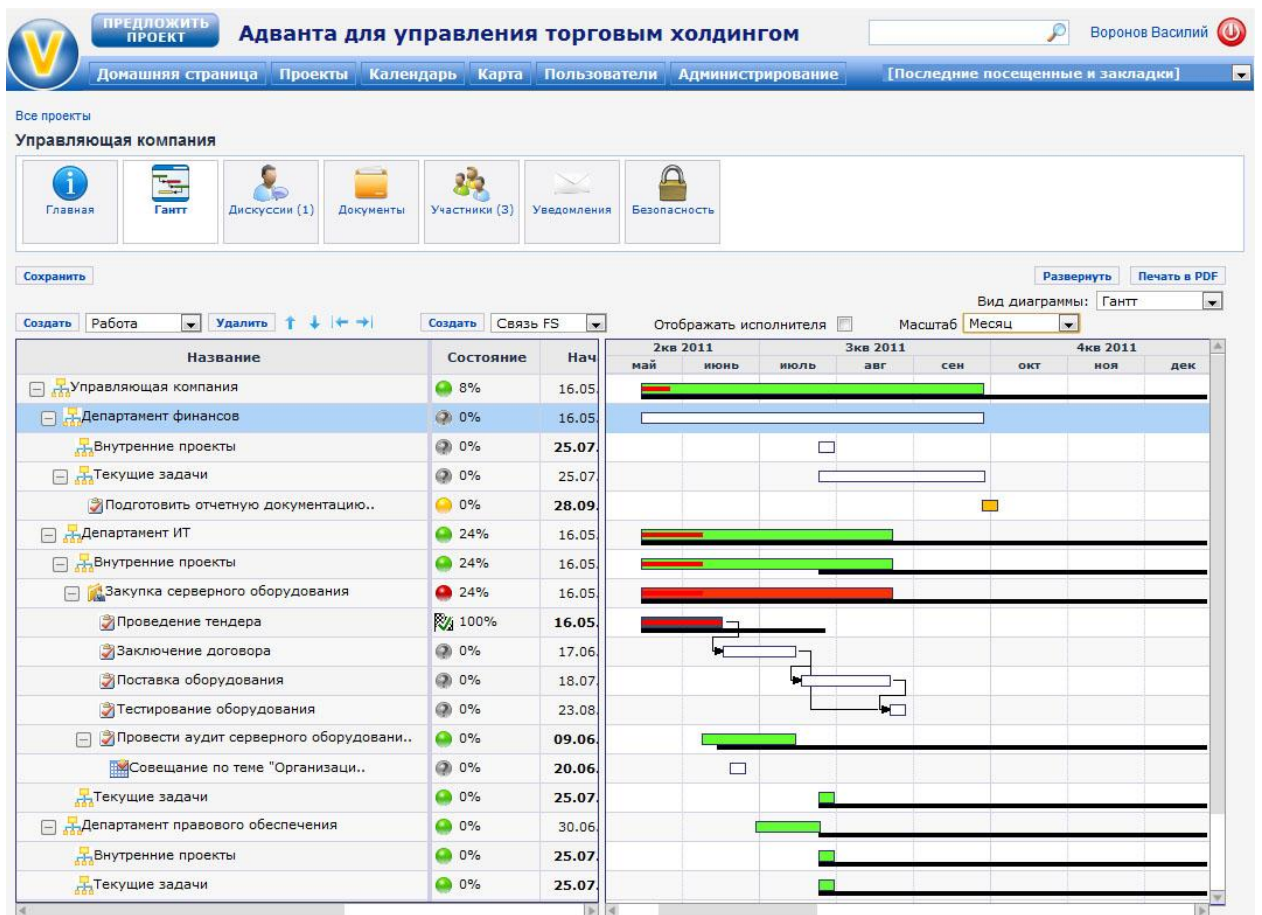 ПРЕДЛОЖИТЬ
ПРОЕКТ
Адванта для управления торговым холдингом
Воронов Василий
V
Домашняя страница Проекты Календарь Карта Пользователи Администрирование [Последние посещенные и закладки]
Все проекты
Управляющая компания
Главная Гантт Дискуссии (1) Документы Участники (3) Уведомления Безопасность
Сохранить Развернуть Печать в PDF
Вид диаграммы: Гантт
Создать Работа Удалить Создать Связь FS Отображать исполнителя Масштаб Месяц
Название Состояние Нач 2кв 2011 3кв 2011 4кв 2011
май июнь июль авг сен окт ноя дек
Управляющая компания 8% 16.05.
Департамент финансов 0% 16.05.
Внутренние проекты 0% 25.07.
Текущие задачи 0% 25.07.
Подготовить отчетную документацию.. 0% 28.09.
Департамент ИТ 24% 16.05.
Внутренние проекты 24% 16.05.
Закупка серверного оборудования 24% 16.05.
Проведение тендера 100% 16.05.
Заключение договора 0% 17.06.
Поставка оборудования 0% 18.07.
Тестирование оборудования 0% 23.08.
Провести аудит серверного оборудовани.. 0% 09.06.
Совещание по теме "Организаци.. 0% 20.06.
Текущие задачи 0% 25.07.
Департамент правового обеспечения 0% 30.06.
Внутренние проекты 0% 25.07.
Текущие задачи 0% 25.07.